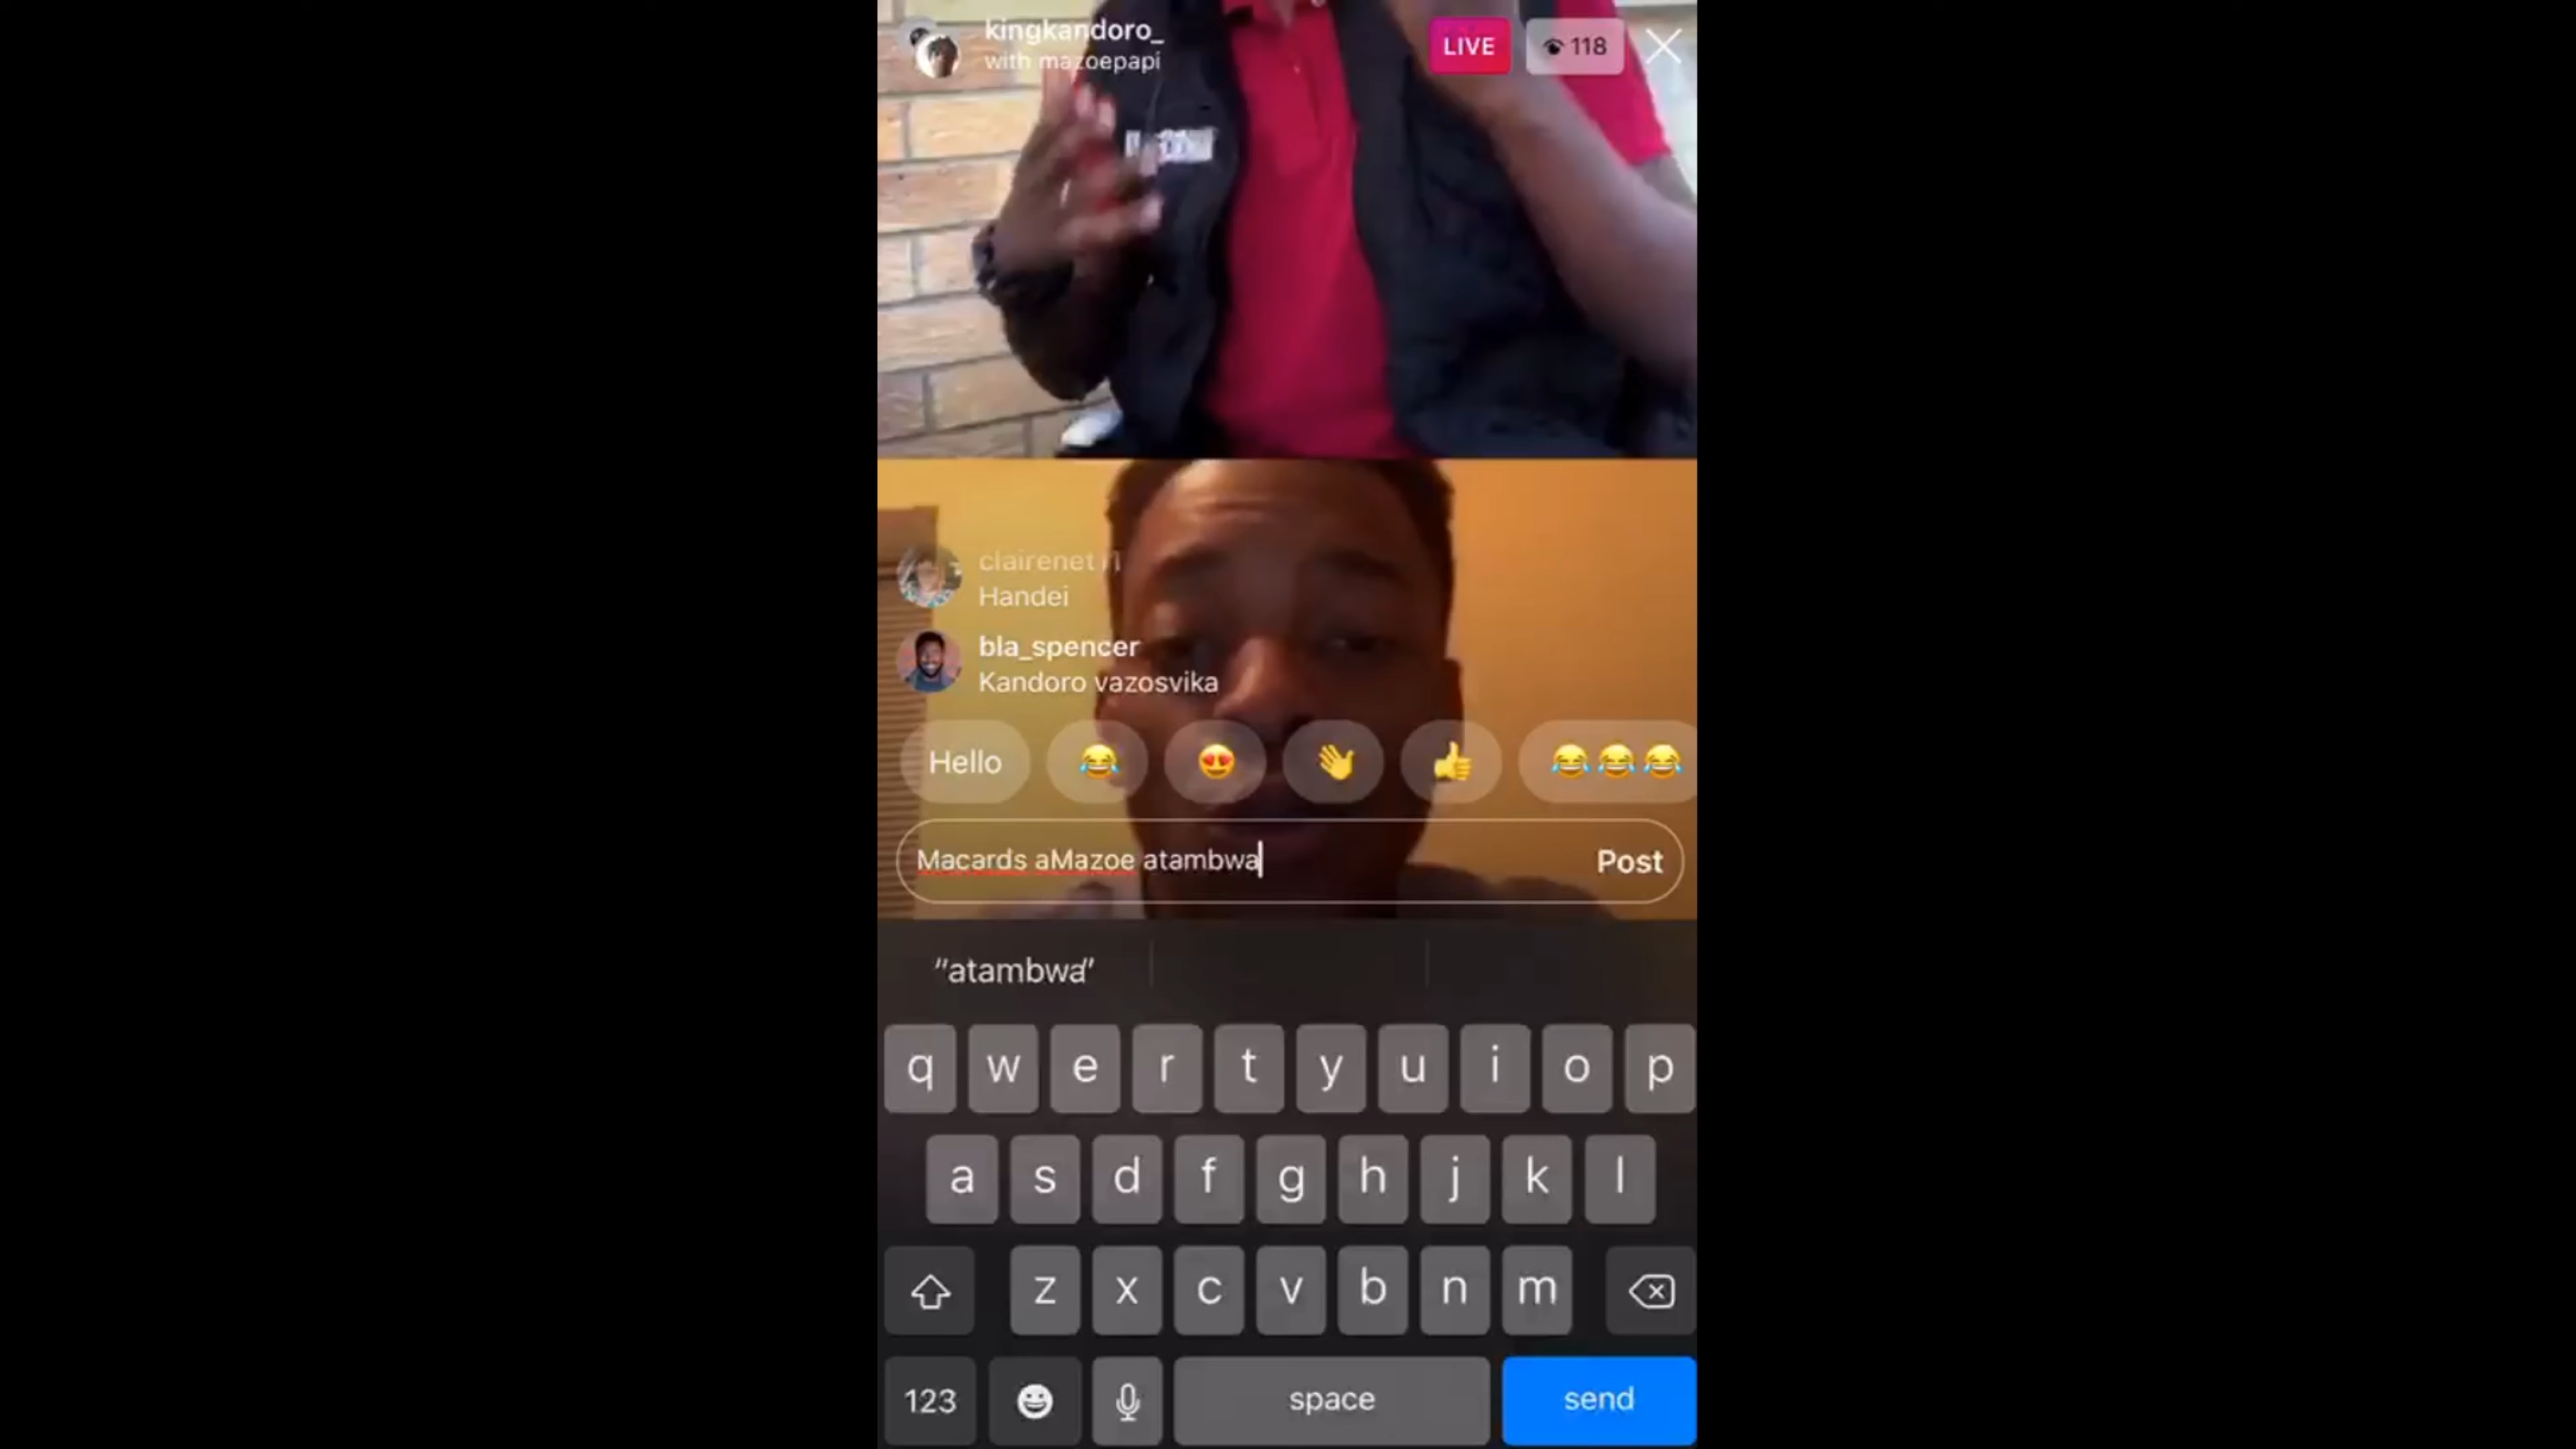 kingkandoro_
with mazoepapi
LIVE
118
Handei
bla_spencer
Kandoro vazosvika
Hello
Macards aMazoe atambwa
Post
"atambwa"
q w e r t y u i o p
a s d f g h j k l
z x c v b n m
123
space
send